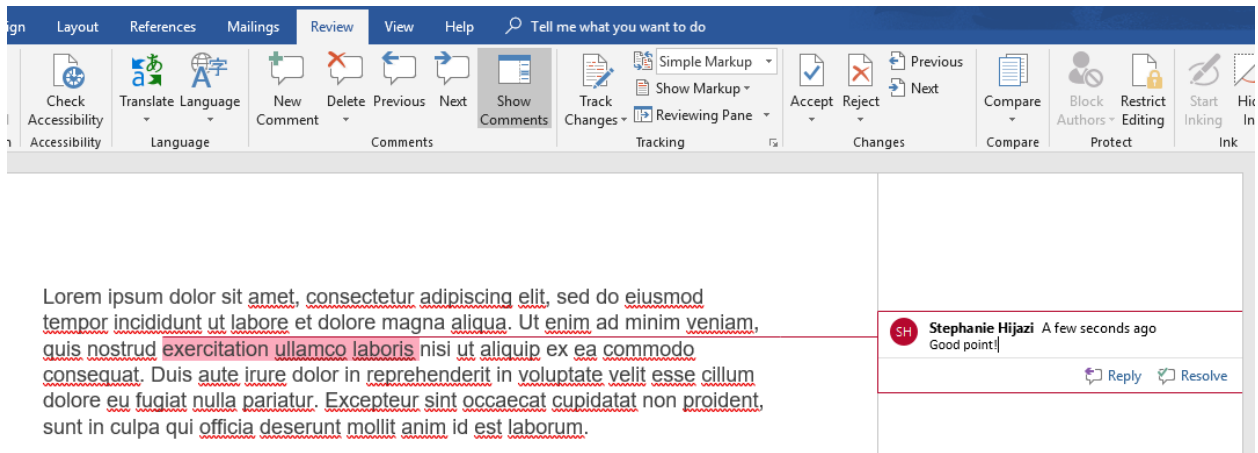 ign Layout References Mailings Review View Help Tell me what you want to do
Check Accessibility
Translate Language
New Comment
Delete Previous Next
Show Comments
Track Changes
Simple Markup
Show Markup
Reviewing Pane
Accept Reject
Previous
Next
Compare
Block Authors
Restrict Editing
Start Inking
Hid
In
Accessibility Language Comments Tracking Changes Compare Protect Ink
Lorem ipsum dolor sit amet, consectetur adipiscing elit, sed do eiusmod
tempor incididunt ut labore et dolore magna aliqua. Ut enim ad minim veniam,
quis nostrud exercitation ullamco laboris nisi ut aliquip ex ea commodo
consequat. Duis aute irure dolor in reprehenderit in voluptate velit esse cillum
dolore eu fugiat nulla pariatur. Excepteur sint occaecat cupidatat non proident,
sunt in culpa qui officia deserunt mollit anim id est laborum.
SH Stephanie Hijazi A few seconds ago
Good point!
Reply Resolve